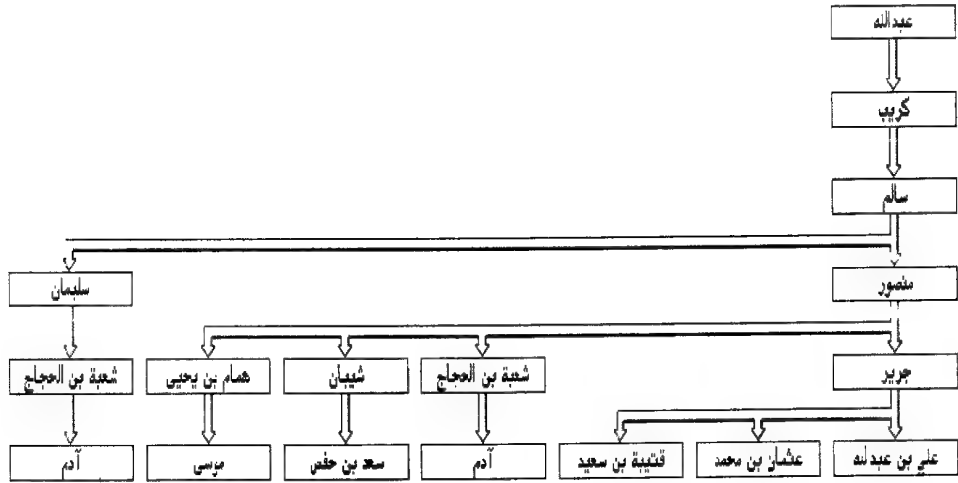 عبدالله
كريب
سالم
منصور
سليمان
جرير
شعبة بن الحجاج
شيبان
همام بن يحيى
شعبة بن الحجاج
علي بن عبدلله
عثمان بن محمد
قتيبة بن سعيد
آدم
سعد بن حفص
موسى
آدم